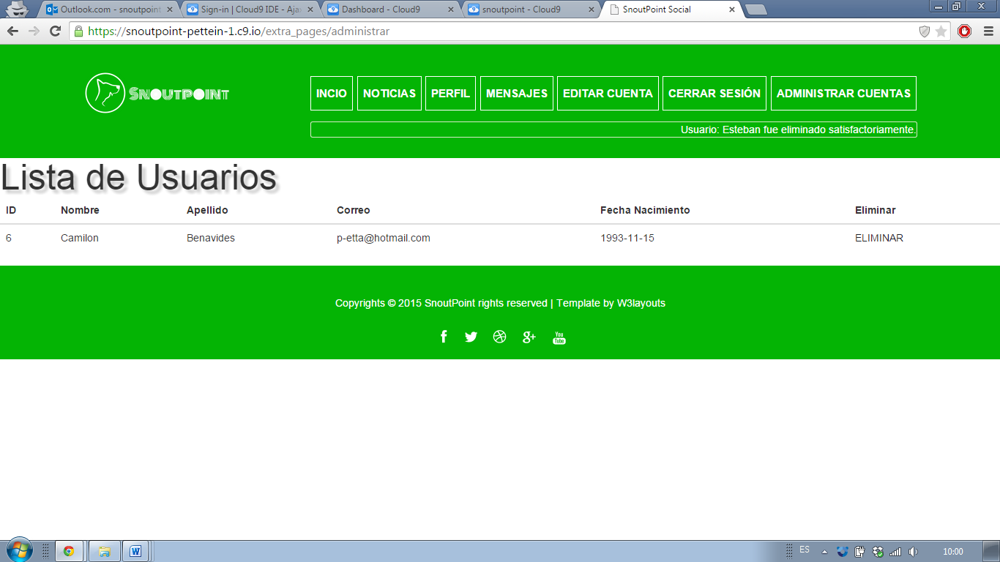 Outlook.com - snoutpoint
Sign-in | Cloud9 IDE - Aja
Dashboard - Cloud9
snoutpoint - Cloud9
SnoutPoint Social
https://snoutpoint-pettein-1.c9.io/extra_pages/administrar
SNOUTPOINT
INCIO
NOTICIAS
PERFIL
MENSAJES
EDITAR CUENTA
CERRAR SESIÓN
ADMINISTRAR CUENTAS
Usuario: Esteban fue eliminado satisfactoriamente.
Lista de Usuarios
ID Nombre Apellido Correo Fecha Nacimiento Eliminar
6 Camilon Benavides p-etta@hotmail.com 1993-11-15 ELIMINAR
Copyrights © 2015 SnoutPoint rights reserved | Template by W3layouts
You
Tube
ES
10:00